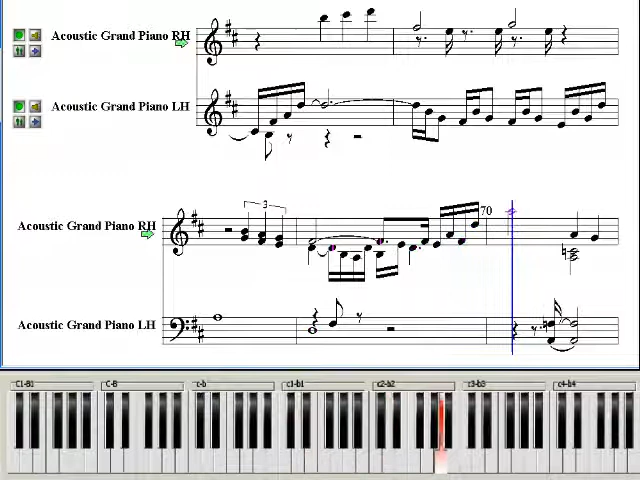 Acoustic Grand Piano RH
Acoustic Grand Piano LH
3
Acoustic Grand Piano RH
70
Acoustic Grand Piano LH
C1-B1 C-B c-b c1-b1 c2-b2 c3-b3 c4-b4